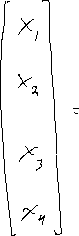 [x₁
x₂ =
x₃
x₄]